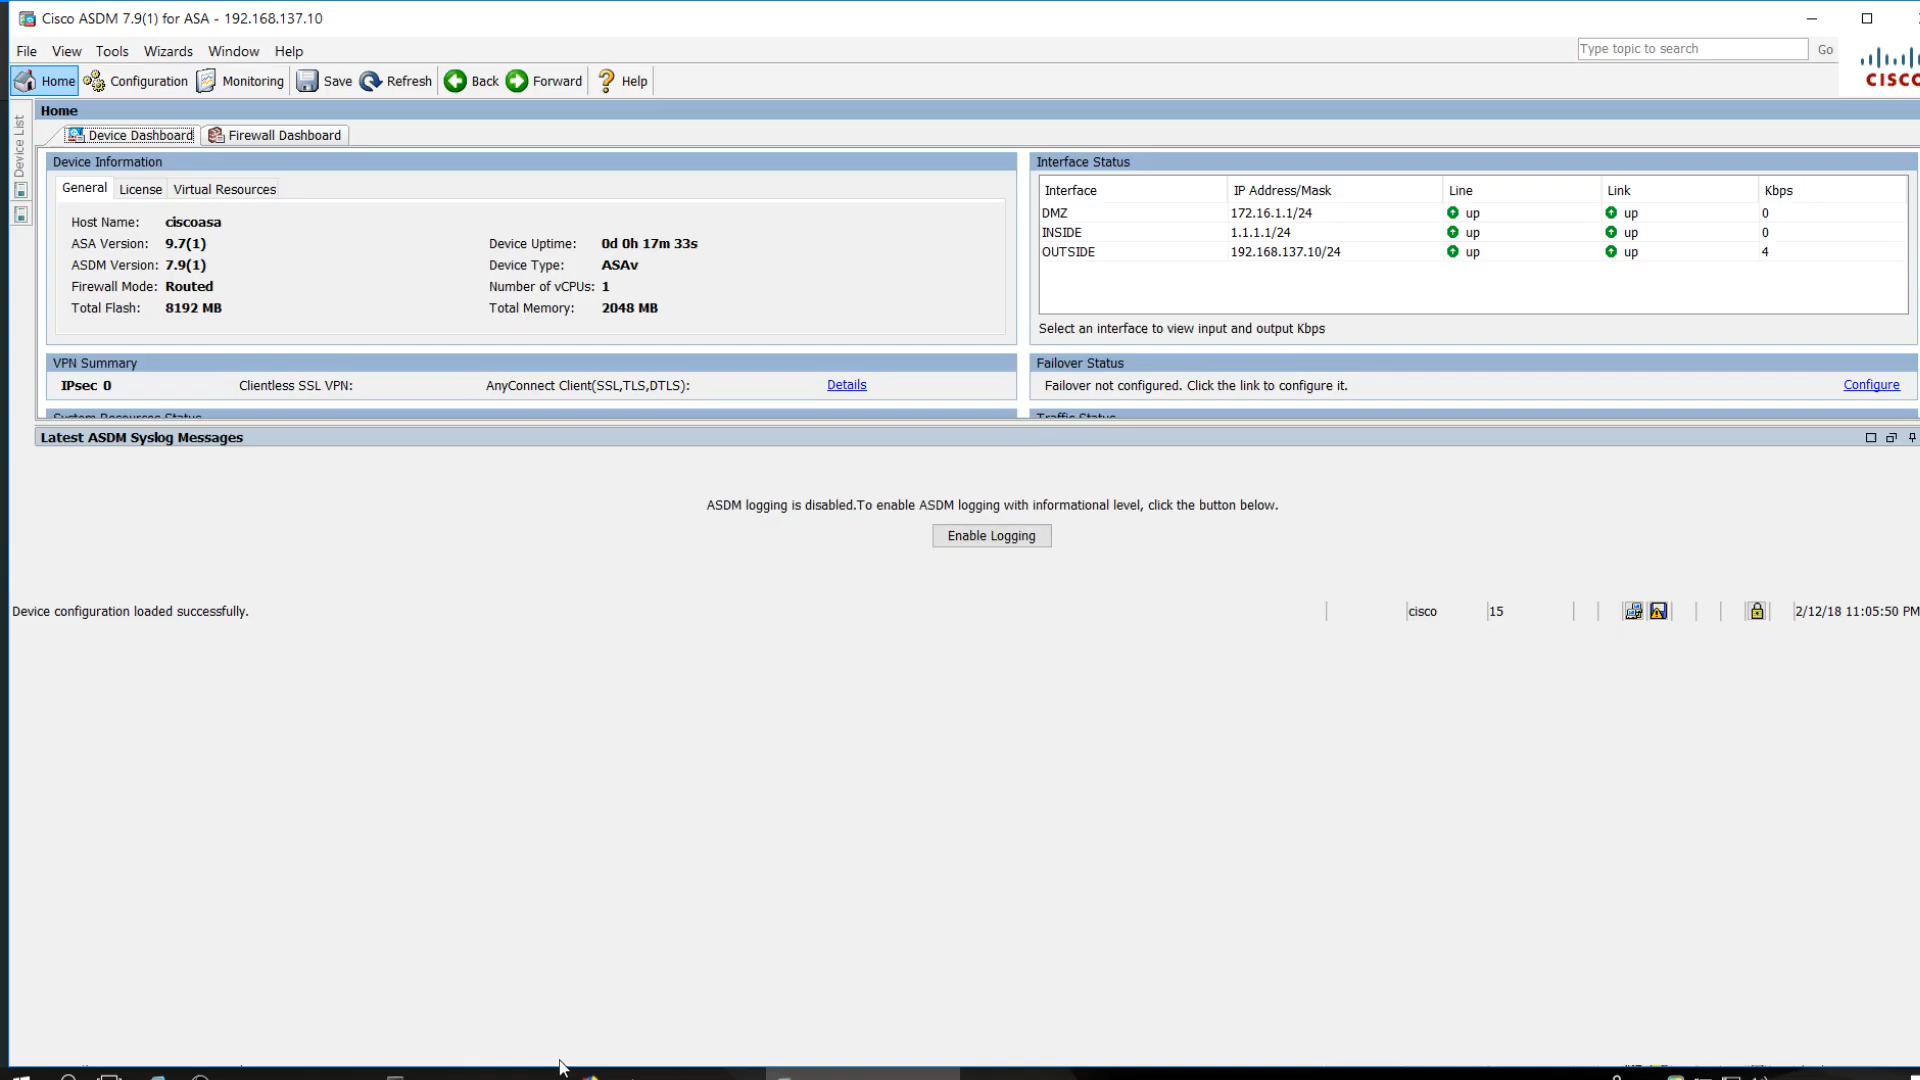 Cisco ASDM 7.9(1) for ASA - 192.168.137.10
File View Tools Wizards Window Help
Type topic to search Go
Home Configuration Monitoring Save Refresh Back Forward Help
CISCO
Home
Device List
Device Dashboard Firewall Dashboard
Device Information
General License Virtual Resources
Host Name: ciscoasa
ASA Version: 9.7(1) Device Uptime: 0d 0h 17m 33s
ASDM Version: 7.9(1) Device Type: ASAv
Firewall Mode: Routed Number of vCPUs: 1
Total Flash: 8192 MB Total Memory: 2048 MB
Interface Status
Interface IP Address/Mask Line Link Kbps
DMZ 172.16.1.1/24 up up 0
INSIDE 1.1.1.1/24 up up 0
OUTSIDE 192.168.137.10/24 up up 4
Select an interface to view input and output Kbps
VPN Summary
IPsec 0 Clientless SSL VPN: AnyConnect Client(SSL,TLS,DTLS): Details
Failover Status
Failover not configured. Click the link to configure it. Configure
System Resources Status
Traffic Status
Latest ASDM Syslog Messages
ASDM logging is disabled.To enable ASDM logging with informational level, click the button below.
Enable Logging
Device configuration loaded successfully. cisco 15 2/12/18 11:05:50 PM